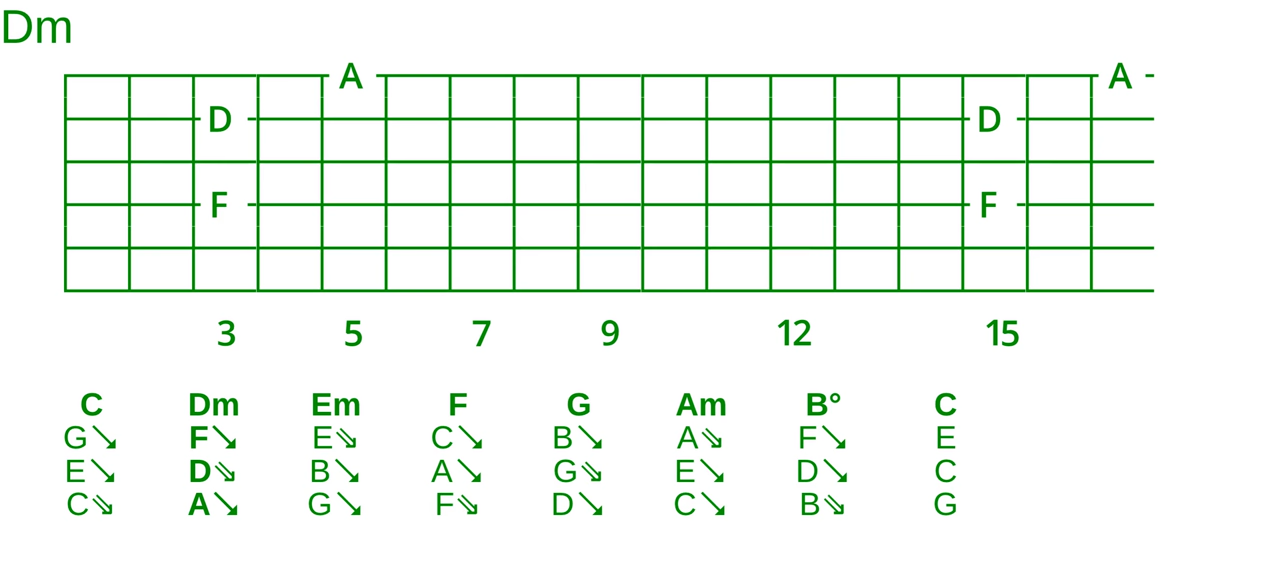 Dm
A A
D D
F F
3 5 7 9 12 15
C Dm Em F G Am B° C
G↘ F↘ E⇘ C↘ B↘ A⇘ F↘ E
E↘ D⇘ B↘ A↘ G⇘ E↘ D↘ C
C⇘ A↘ G↘ F⇘ D↘ C↘ B⇘ G